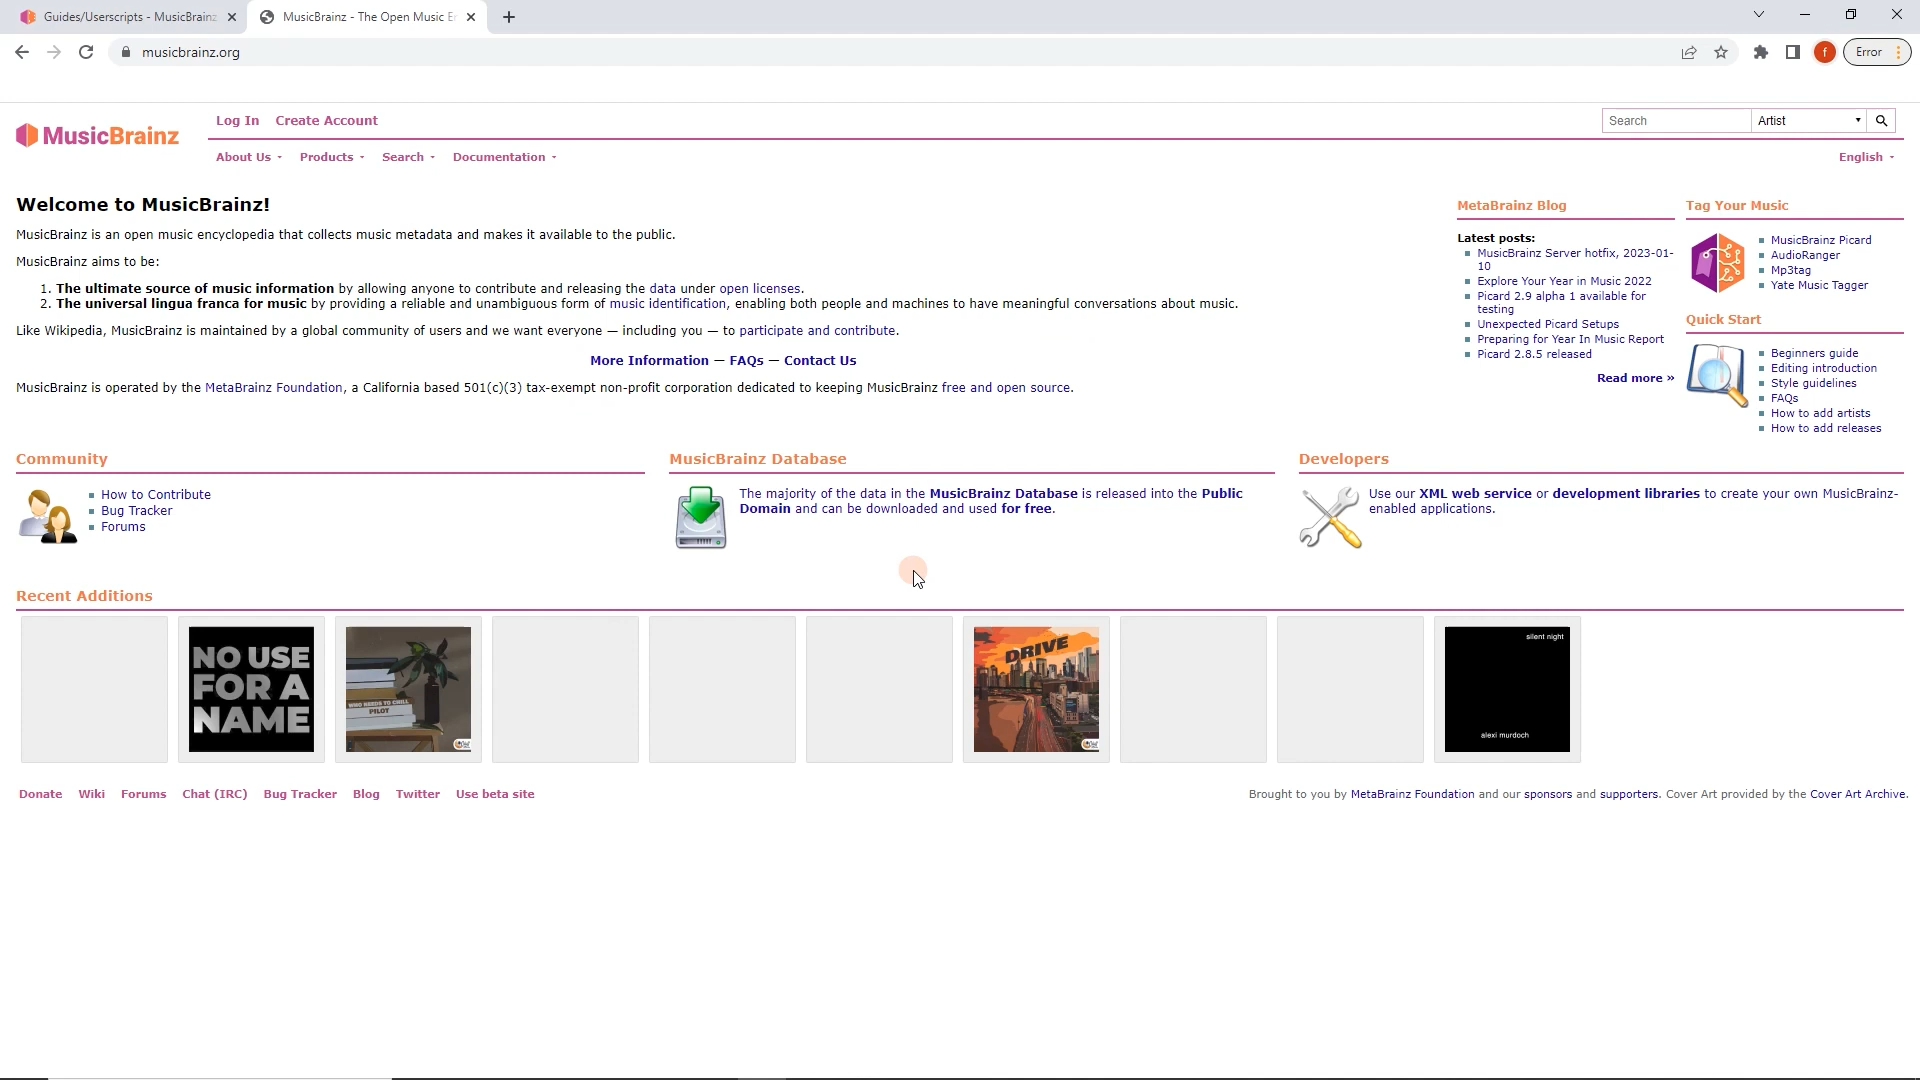 Guides/Userscripts - MusicBrainz
MusicBrainz - The Open Music En
musicbrainz.org
f
Error
MusicBrainz
Log In
Create Account
Search
Artist
About Us
Products
Search
Documentation
English
Welcome to MusicBrainz!
MusicBrainz is an open music encyclopedia that collects music metadata and makes it available to the public.
MusicBrainz aims to be:
1. The ultimate source of music information by allowing anyone to contribute and releasing the data under open licenses.
2. The universal lingua franca for music by providing a reliable and unambiguous form of music identification, enabling both people and machines to have meaningful conversations about music.
Like Wikipedia, MusicBrainz is maintained by a global community of users and we want everyone — including you — to participate and contribute.
More Information — FAQs — Contact Us
MusicBrainz is operated by the MetaBrainz Foundation, a California based 501(c)(3) tax-exempt non-profit corporation dedicated to keeping MusicBrainz free and open source.
MetaBrainz Blog
Latest posts:
MusicBrainz Server hotfix, 2023-01-
10
Explore Your Year in Music 2022
Picard 2.9 alpha 1 available for
testing
Unexpected Picard Setups
Preparing for Year In Music Report
Picard 2.8.5 released
Read more »
Tag Your Music
MusicBrainz Picard
AudioRanger
Mp3tag
Yate Music Tagger
Quick Start
Beginners guide
Editing introduction
Style guidelines
FAQs
How to add artists
How to add releases
Community
How to Contribute
Bug Tracker
Forums
MusicBrainz Database
The majority of the data in the MusicBrainz Database is released into the Public
Domain and can be downloaded and used for free.
Developers
Use our XML web service or development libraries to create your own MusicBrainz-
enabled applications.
Recent Additions
NO USE
FOR A
NAME
WHO NEEDS TO CHILL
PILOT
DRIVE
silent night
alexi murdoch
Donate
Wiki
Forums
Chat (IRC)
Bug Tracker
Blog
Twitter
Use beta site
Brought to you by MetaBrainz Foundation and our sponsors and supporters. Cover Art provided by the Cover Art Archive.